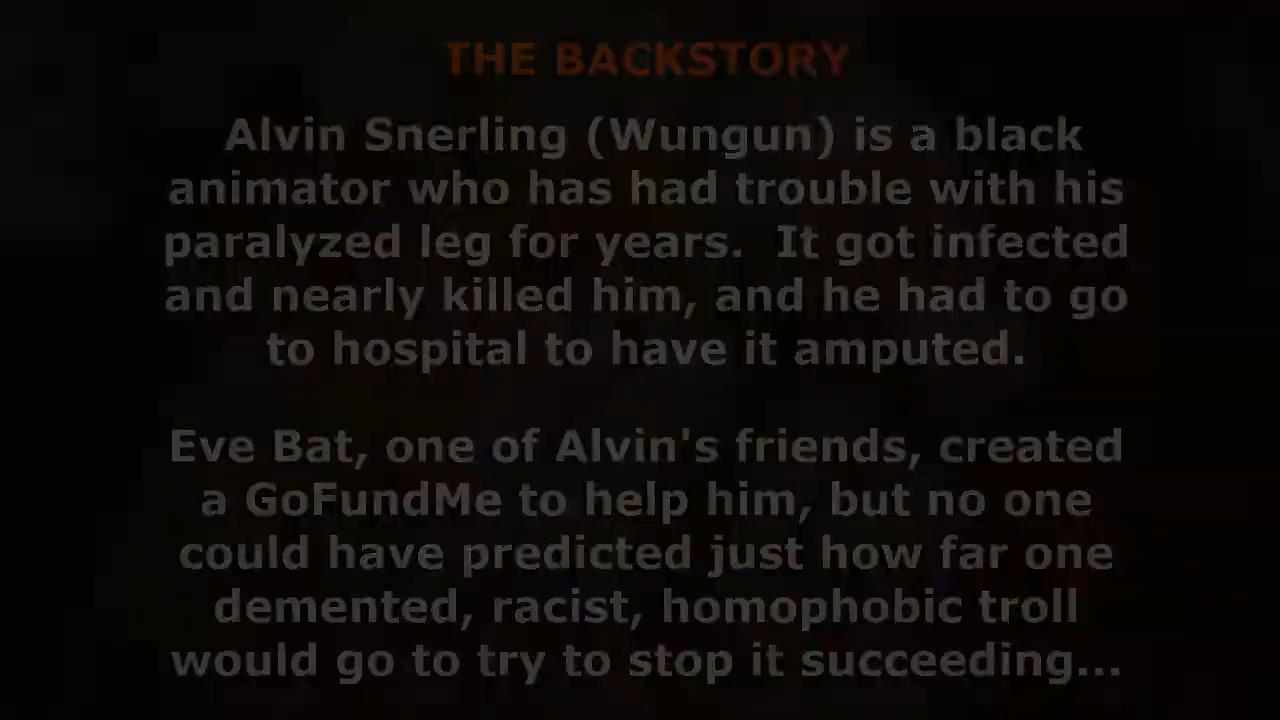 THE BACKSTORY
Alvin Snerling (Wungun) is a black
animator who has had trouble with his
paralyzed leg for years.  It got infected
and nearly killed him, and he had to go
to hospital to have it amputed.
Eve Bat, one of Alvin's friends, created
a GoFundMe to help him, but no one
could have predicted just how far one
demented, racist, homophobic troll
would go to try to stop it succeeding...